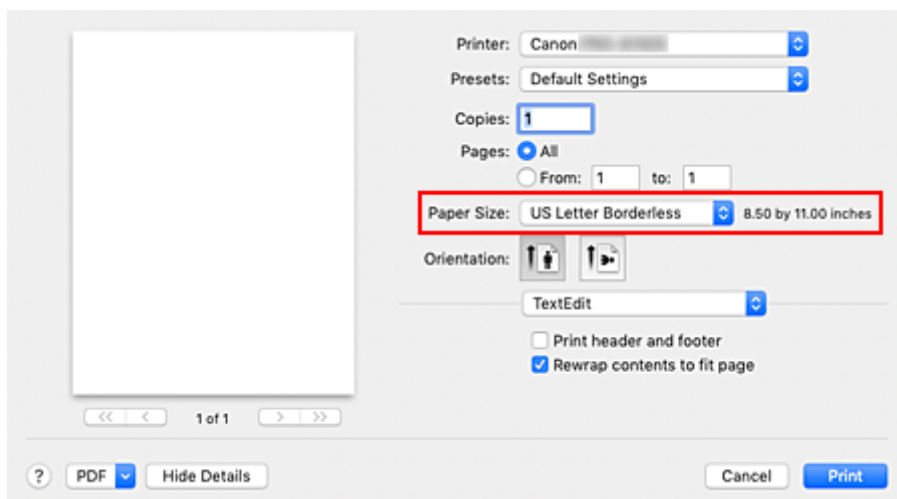 Printer: Canon
Presets: Default Settings
Copies: 1
Pages: All
From: 1 to: 1
Paper Size: US Letter Borderless 8.50 by 11.00 inches
Orientation:
TextEdit
Print header and footer
Rewrap contents to fit page
<< < 1 of 1 > >>
? PDF Hide Details Cancel Print